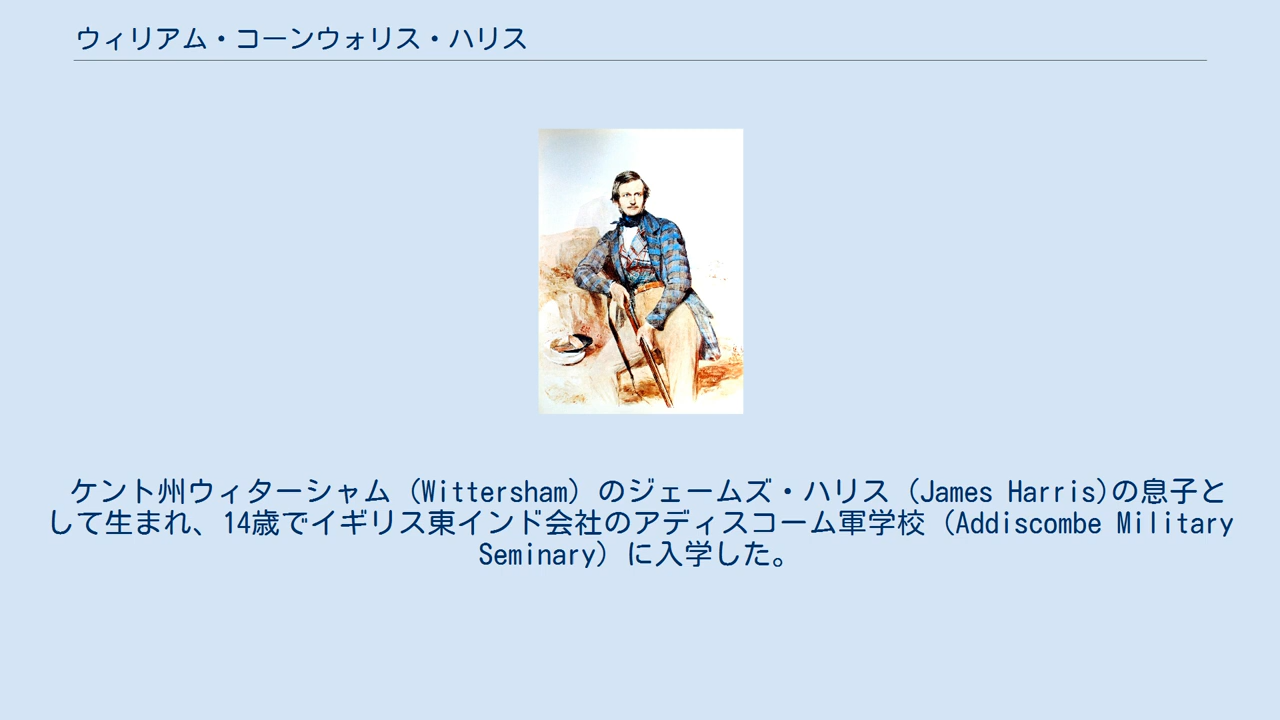 ウィリアム・コーンウォリス・ハリス
ケント州ウィターシャム（Wittersham）のジェームズ・ハリス（James Harris)の息子と
して生まれ、14歳でイギリス東インド会社のアディスコーム軍学校（Addiscombe Military
Seminary）に入学した。